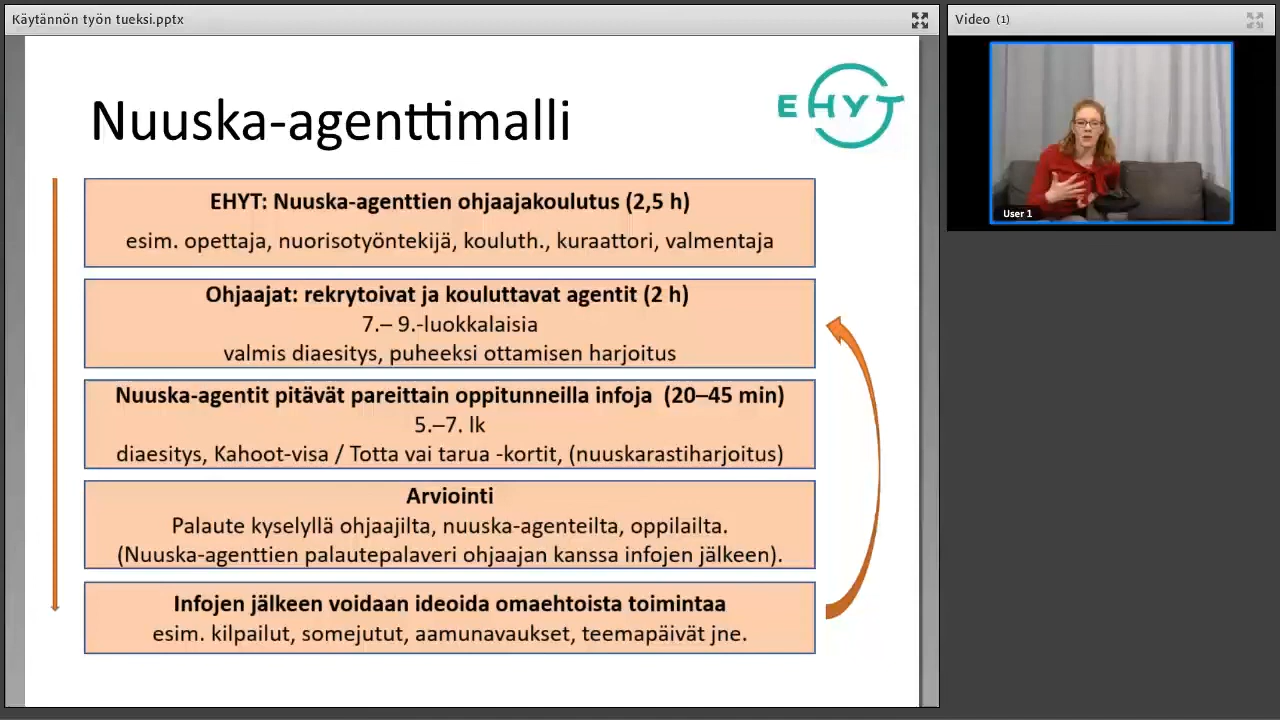 Käytännön työn tueksi.pptx
Video (1)
Nuuska-agenttimalli
EHYT
EHYT: Nuuska-agenttien ohjaajakoulutus (2,5 h)
esim. opettaja, nuorisotyöntekijä, kouluth., kuraattori, valmentaja
Ohjaajat: rekrytoivat ja kouluttavat agentit (2 h)
7.– 9.-luokkalaisia
valmis diaesitys, puheeksi ottamisen harjoitus
Nuuska-agentit pitävät pareittain oppitunneilla infoja (20–45 min)
5.–7. lk
diaesitys, Kahoot-visa / Totta vai tarua -kortit, (nuuskarastiharjoitus)
Arviointi
Palaute kyselyllä ohjaajilta, nuuska-agenteilta, oppilailta.
(Nuuska-agenttien palautepalaveri ohjaajan kanssa infojen jälkeen).
Infojen jälkeen voidaan ideoida omaehtoista toimintaa
esim. kilpailut, somejutut, aamunavaukset, teemapäivät jne.
User 1